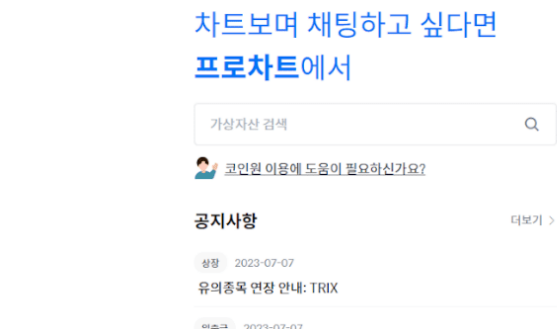 차트보며 채팅하고 싶다면
프로차트에서
가상자산 검색
코인원 이용에 도움이 필요하신가요?
공지사항 더보기
상장 2023-07-07
유의종목 연장 안내: TRIX
입출금 2023-07-07